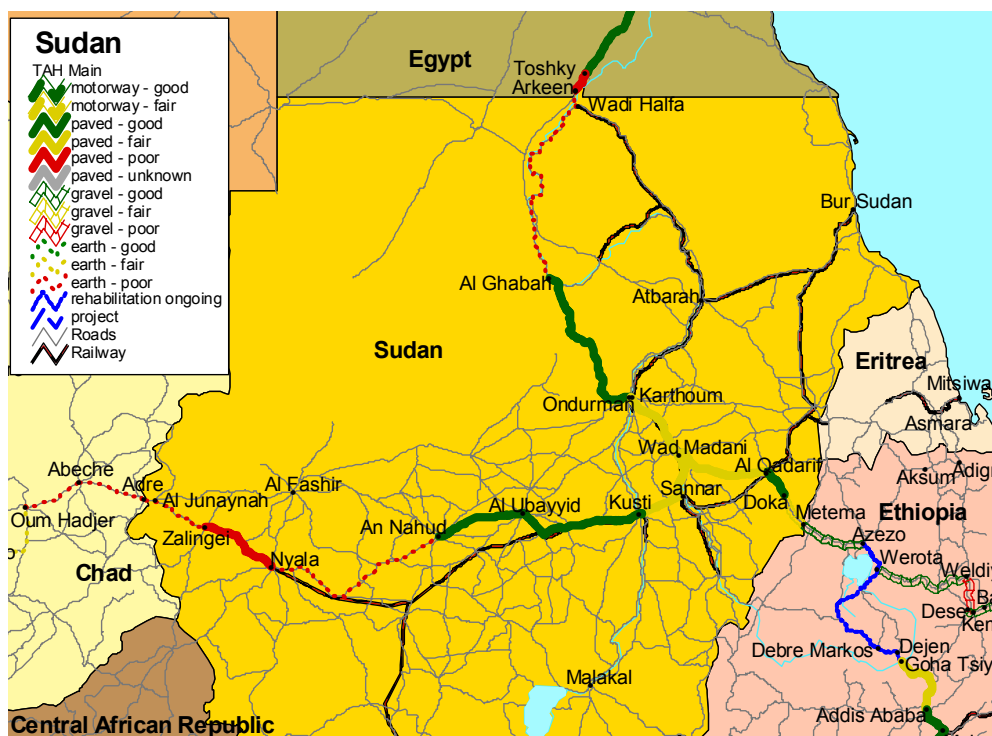 Sudan
TAH Main
motorway - good
motorway - fair
paved - good
paved - fair
paved - poor
paved - unknown
gravel - good
gravel - fair
gravel - poor
earth - good
earth - fair
earth - poor
rehabilitation ongoing
project
Roads
Railway
Egypt
Toshky
Arkeen
Wadi Halfa
Bur Sudan
Al Ghabah
Atbarah
Sudan
Eritrea
Mitsiwa
Asmara
Ondurman
Karthoum
Wad Madani
Al Qadarif
Aksum
Adig
Abeche
Adre
Al Junaynah
Al Fashir
Al Ubayyid
Kusti
Sannar
Doka
Metema
Ethiopia
Oum Hadjer
An Nahud
Azezo
Zalingei
Werota
Nyala
Weldiy
Chad
Ba
Dese
Ken
Debre Markos
Dejen
Goha Tsiy
Malakal
Addis Ababa
Central African Republic